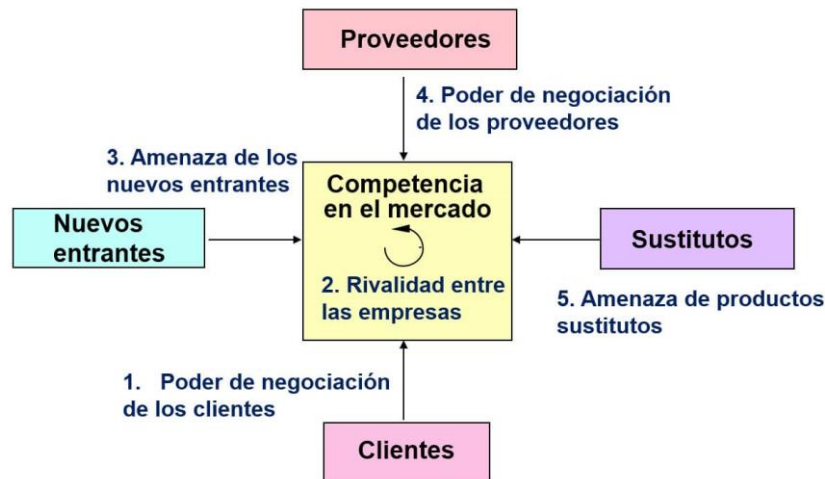 Proveedores
4. Poder de negociación
de los proveedores
3. Amenaza de los
nuevos entrantes
Competencia
en el mercado
Nuevos
entrantes
Sustitutos
2. Rivalidad entre
las empresas
5. Amenaza de productos
sustitutos
1. Poder de negociación
de los clientes
Clientes